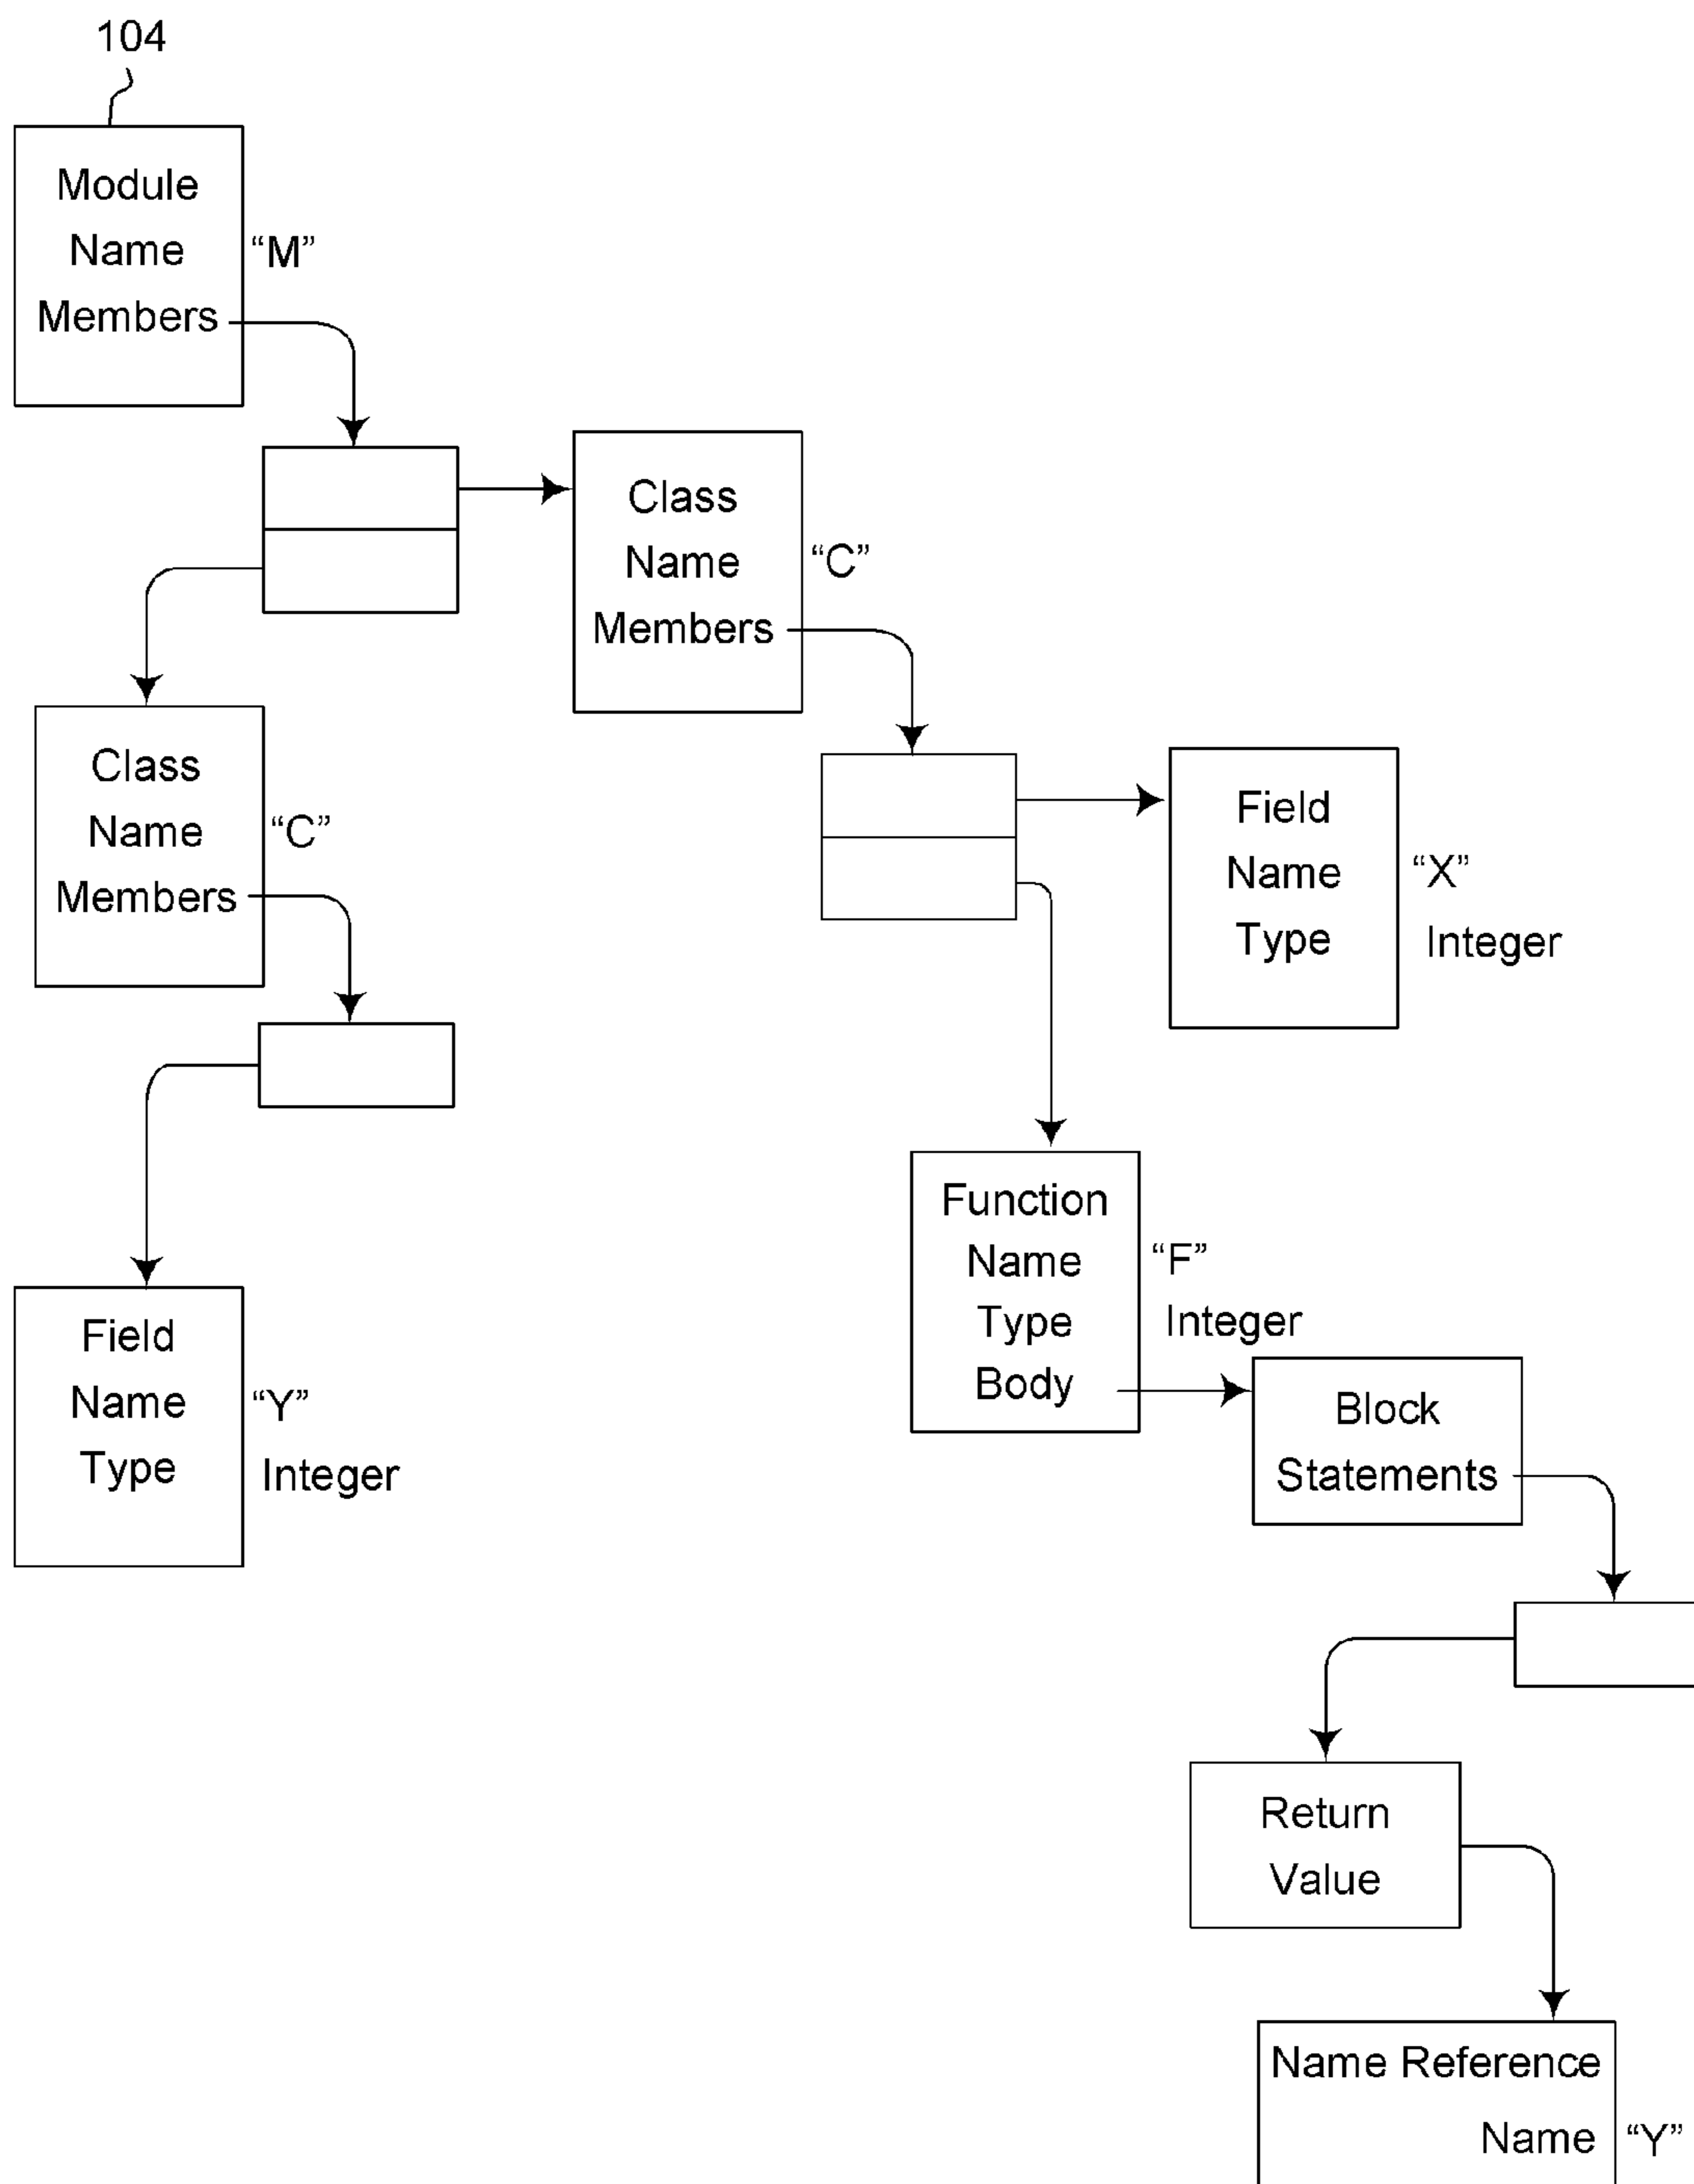 104
Module
Name “M”
Members
Class
Name “C”
Members
Class
Name “C”
Members
Field
Name “X”
Type Integer
Function
Name “F”
Type Integer
Body
Block
Statements
Field
Name “Y”
Type Integer
Return
Value
Name Reference
Name “Y”